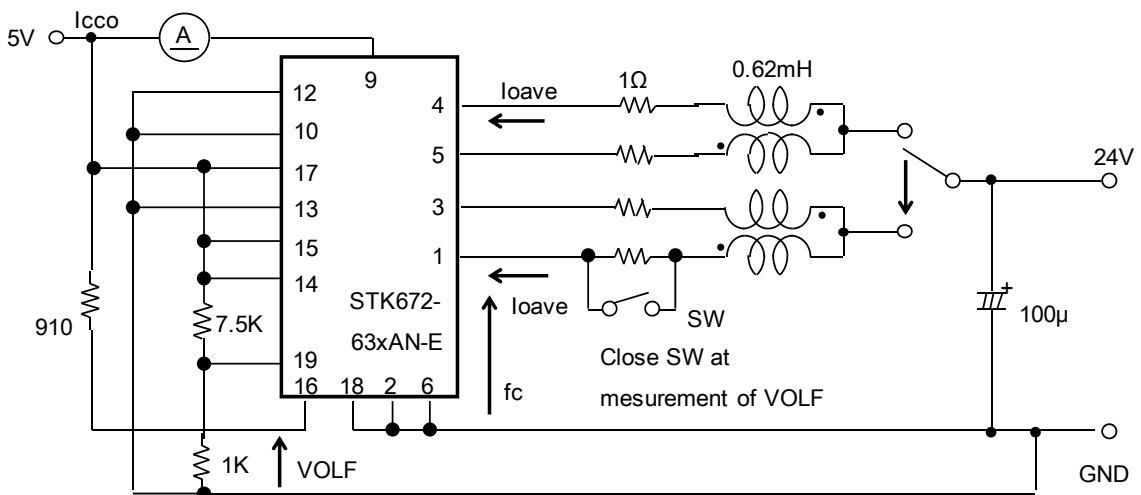 Icco
5V
A
9
12
10
17
13
15
14
19
16
18
2
6
4
5
3
1
STK672-
63xAN-E
Ioave
1Ω
0.62mH
24V
Ioave
SW
Close SW at
mesurement of VOLF
fc
910
7.5K
1K
VOLF
+
100µ
GND